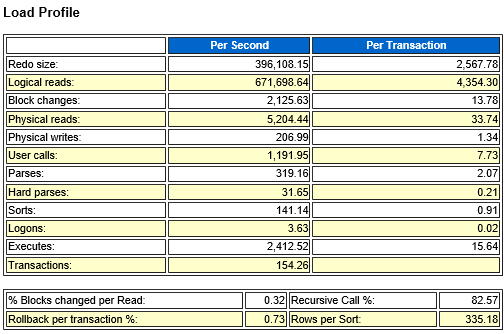 Load Profile
Per Second Per Transaction
Redo size: 396,108.15 2,567.78
Logical reads: 671,698.64 4,354.30
Block changes: 2,125.63 13.78
Physical reads: 5,204.44 33.74
Physical writes: 206.99 1.34
User calls: 1,191.95 7.73
Parses: 319.16 2.07
Hard parses: 31.65 0.21
Sorts: 141.14 0.91
Logons: 3.63 0.02
Executes: 2,412.52 15.64
Transactions: 154.26
% Blocks changed per Read: 0.32 Recursive Call %: 82.57
Rollback per transaction %: 0.73 Rows per Sort: 335.18